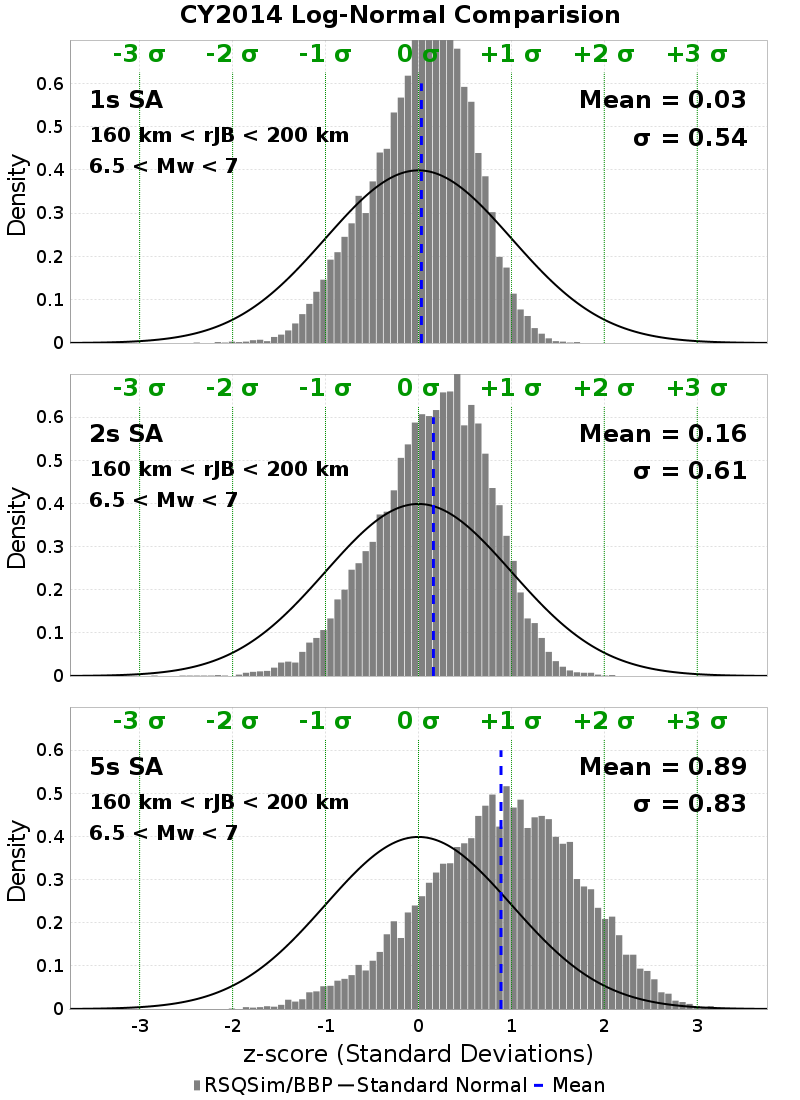 CY2014 Log-Normal Comparision
-3 σ -2 σ -1 σ 0 σ +1 σ +2 σ +3 σ
1s SA Mean = 0.03
160 km < rJB < 200 km σ = 0.54
6.5 < Mw < 7
Density
0.6
0.5
0.4
0.3
0.2
0.1
0
-3 σ -2 σ -1 σ 0 σ +1 σ +2 σ +3 σ
2s SA Mean = 0.16
160 km < rJB < 200 km σ = 0.61
6.5 < Mw < 7
Density
0.6
0.5
0.4
0.3
0.2
0.1
0
-3 σ -2 σ -1 σ 0 σ +1 σ +2 σ +3 σ
5s SA Mean = 0.89
160 km < rJB < 200 km σ = 0.83
6.5 < Mw < 7
Density
0.6
0.5
0.4
0.3
0.2
0.1
0
-3 -2 -1 0 1 2 3
z-score (Standard Deviations)
RSQSim/BBP Standard Normal Mean